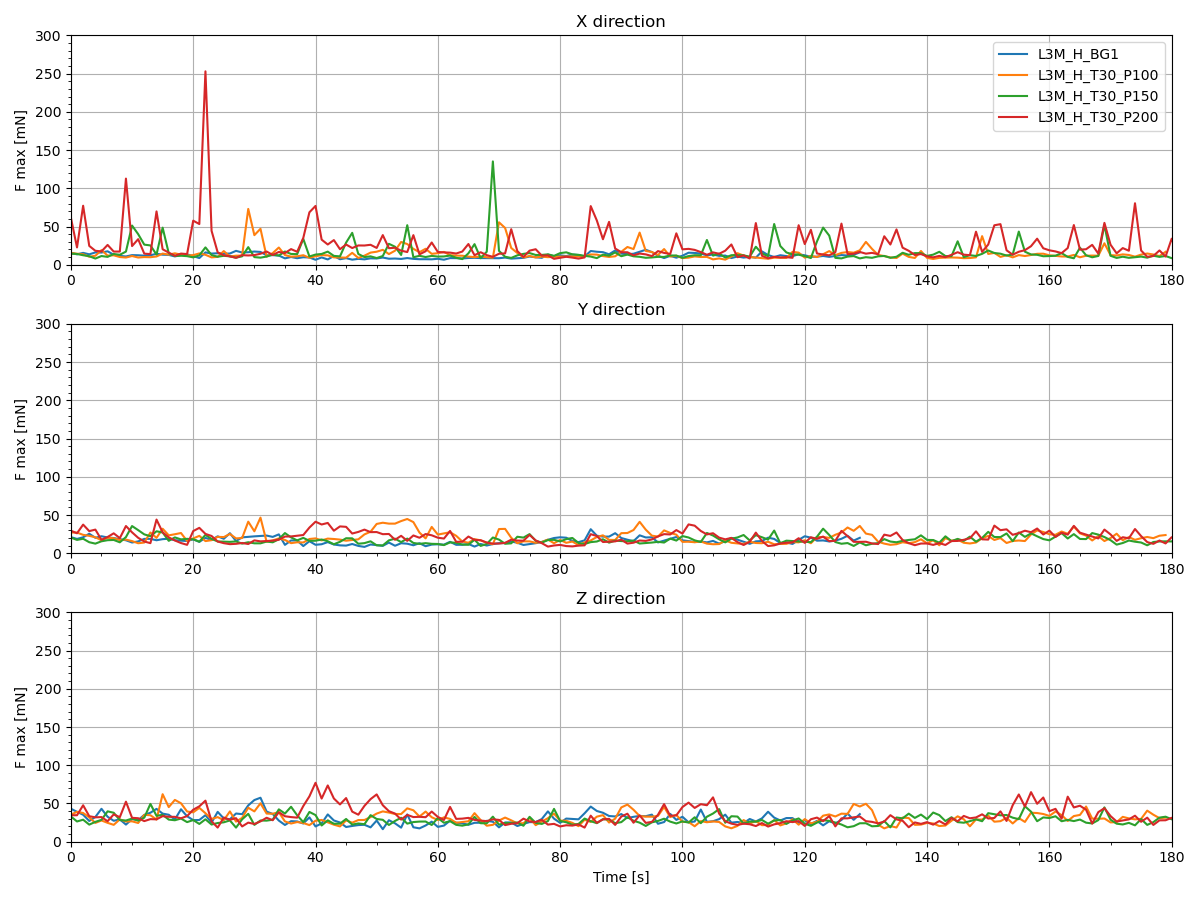 X direction
F max [mN]
300
250
200
150
100
50
0
0 20 40 60 80 100 120 140 160 180
L3M_H_BG1
L3M_H_T30_P100
L3M_H_T30_P150
L3M_H_T30_P200
Y direction
F max [mN]
300
250
200
150
100
50
0
0 20 40 60 80 100 120 140 160 180
Z direction
F max [mN]
300
250
200
150
100
50
0
0 20 40 60 80 100 120 140 160 180
Time [s]